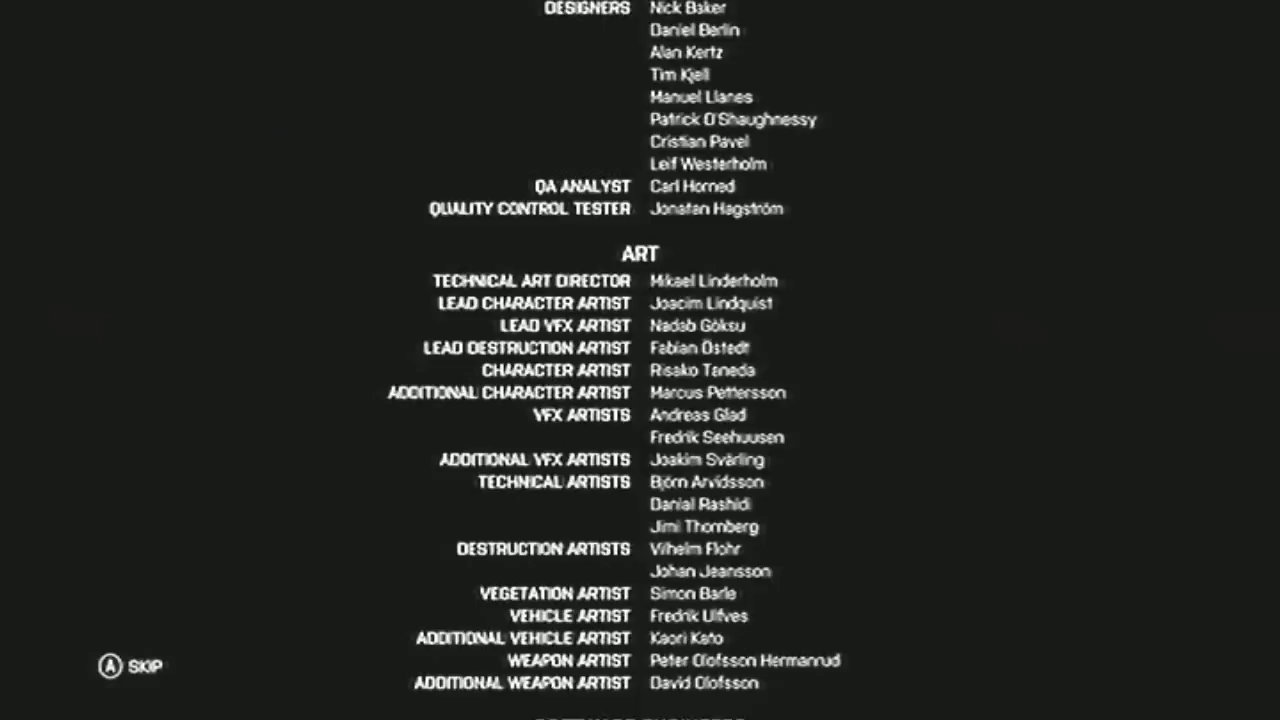 DESIGNERS Nick Baker
Daniel Berlin
Alan Kertz
Tim Kjell
Manuel Llanes
Patrick O'Shaughnessy
Cristian Pavel
Leif Westerholm
QA ANALYST Carl Horned
QUALITY CONTROL TESTER Jonatan Hagström
ART
TECHNICAL ART DIRECTOR Mikael Linderholm
LEAD CHARACTER ARTIST Joacim Lindquist
LEAD VFX ARTIST Nadab Göksu
LEAD DESTRUCTION ARTIST Fabian Östedt
CHARACTER ARTIST Risako Taneda
ADDITIONAL CHARACTER ARTIST Marcus Pettersson
VFX ARTISTS Andreas Glad
Fredrik Seehuusen
ADDITIONAL VFX ARTISTS Joakim Svärling
TECHNICAL ARTISTS Björn Arvidsson
Danial Rashidi
Jimi Thornberg
DESTRUCTION ARTISTS Vilhelm Flohr
Johan Jeansson
VEGETATION ARTIST Simon Barle
VEHICLE ARTIST Fredrik Ulfves
ADDITIONAL VEHICLE ARTIST Kaori Kato
WEAPON ARTIST Peter Olofsson Hermanrud
ADDITIONAL WEAPON ARTIST David Olofsson
A SKIP